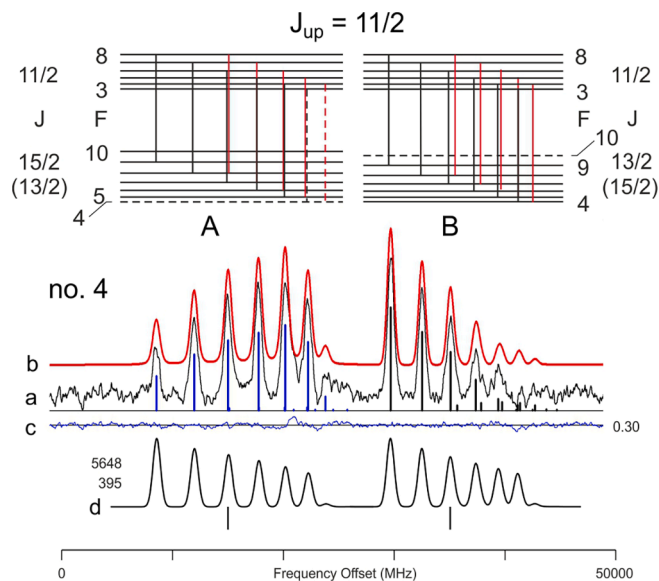 J up = 11/2
8 8
11/2 3 3 11/2
J F F J
10 10
15/2 9 13/2
(13/2) 5 4 (15/2)
4
A B
no. 4
b
a
c 0.30
5648
395
d
0 50000
Frequency Offset (MHz)